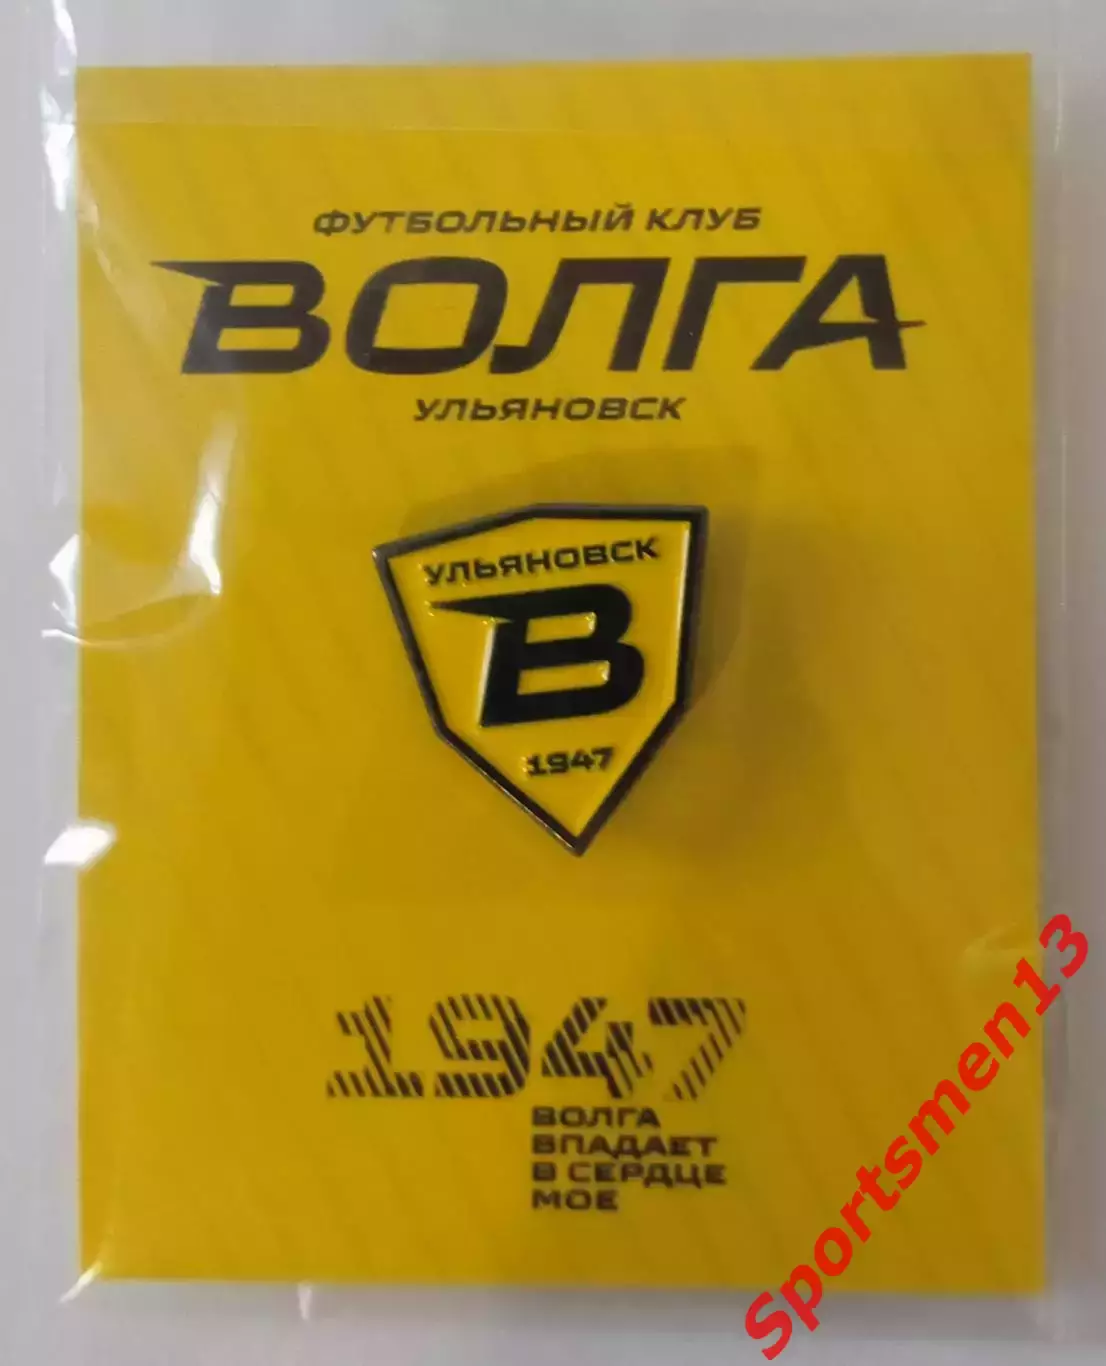 ФУТБОЛЬНЫЙ КЛУБ
ВОЛГА
УЛЬЯНОВСК
УЛЬЯНОВСК
В
1947
1947
ВОЛГА
ВПАДАЕТ
В СЕРДЦЕ
МОЕ
Sportsmen13